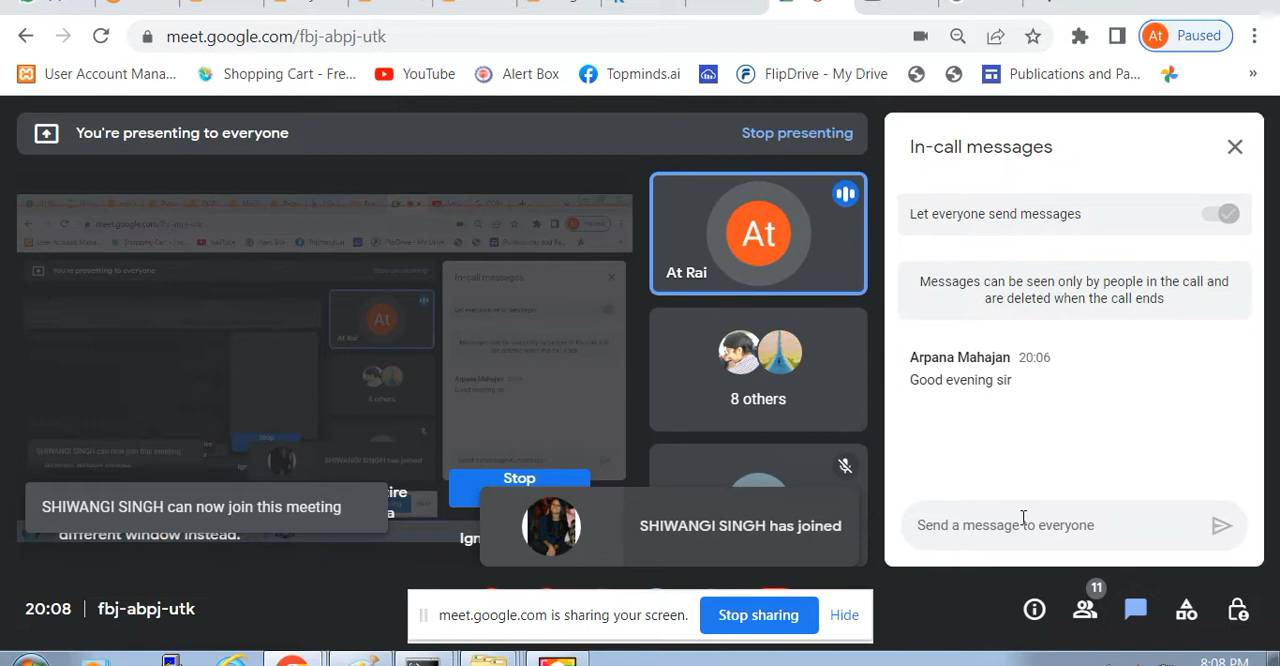 meet.google.com/fbj-abpj-utk
At
Paused
User Account Mana...
Shopping Cart - Fre...
YouTube
Alert Box
Topminds.ai
FlipDrive - My Drive
Publications and Pa...
»
You're presenting to everyone
Stop presenting
In-call messages
Let everyone send messages
Messages can be seen only by people in the call and
are deleted when the call ends
Arpana Mahajan 20:06
Good evening sir
At
At Rai
8 others
Stop
SHIWANGI SINGH can now join this meeting
SHIWANGI SINGH has joined
different window instead.
Send a message to everyone
20:08
fbj-abpj-utk
11
meet.google.com is sharing your screen.
Stop sharing
Hide
8:08 PM